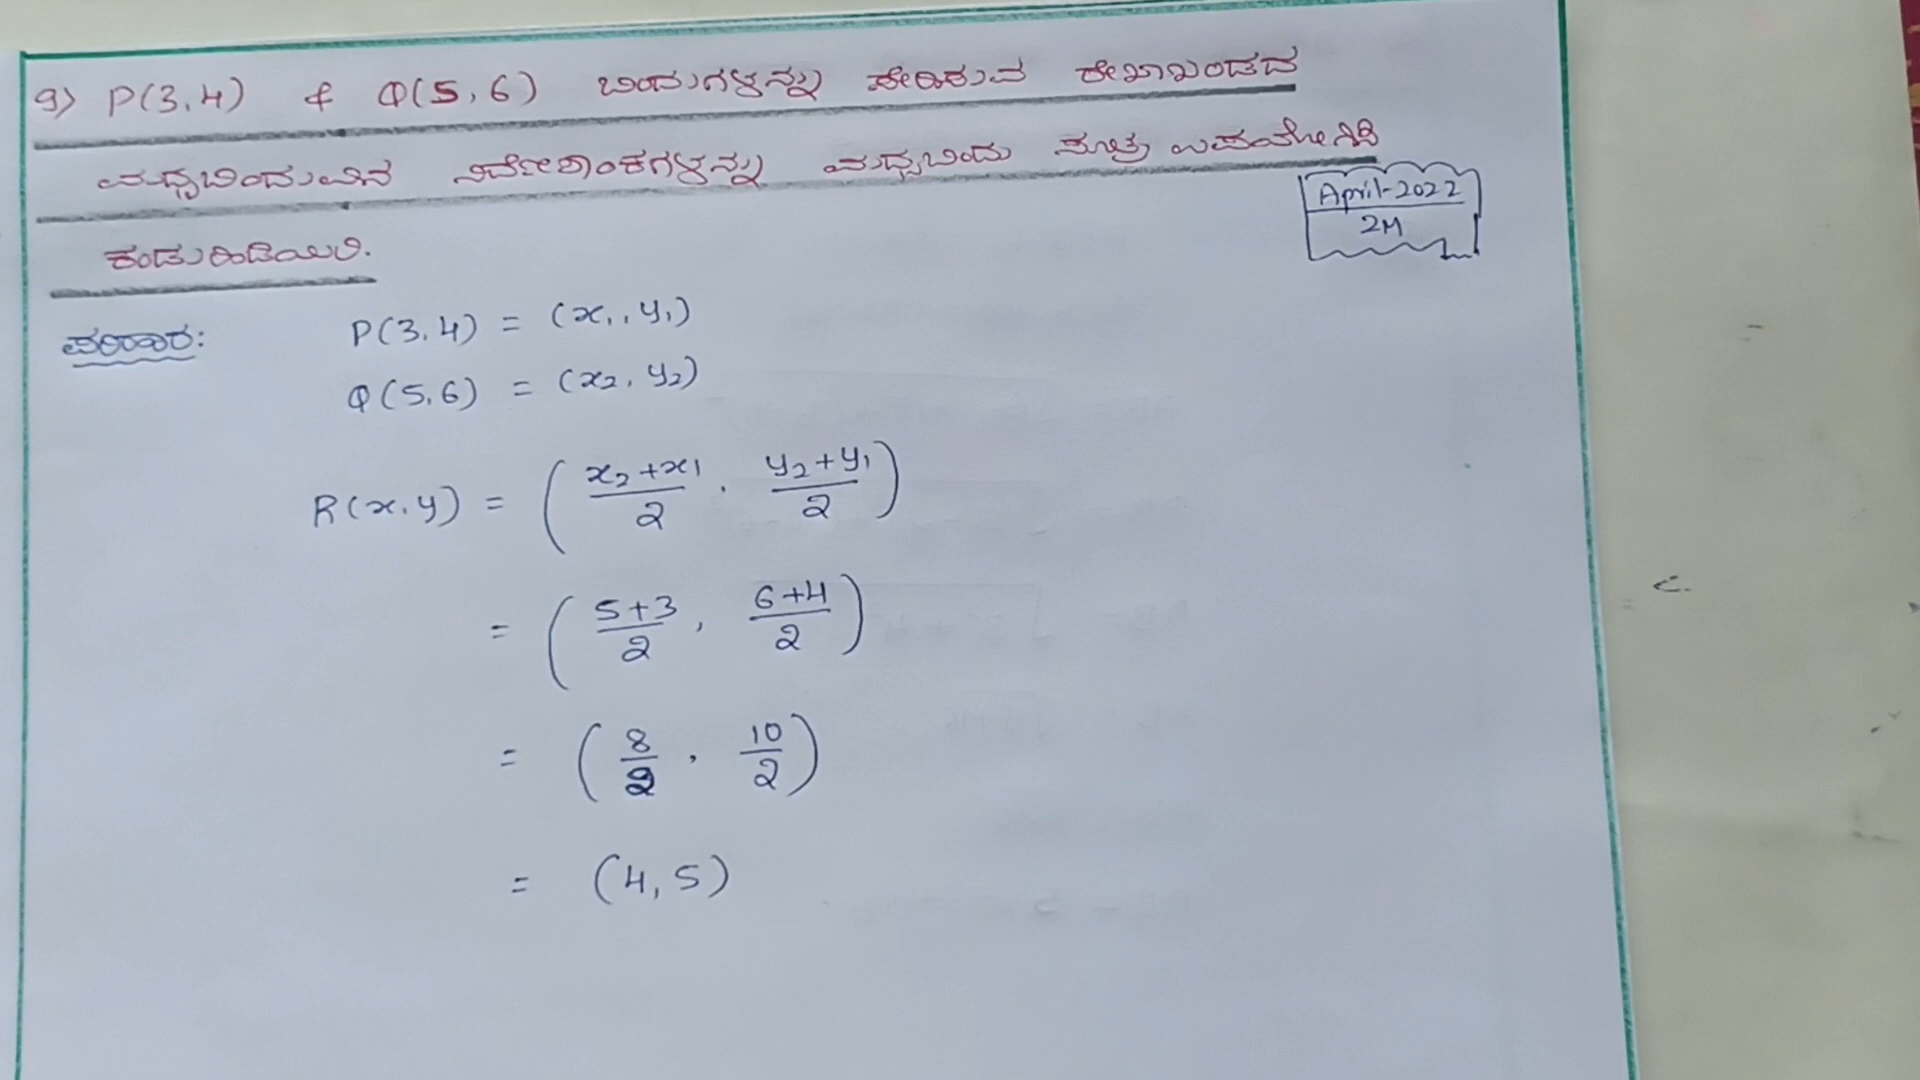 9) P(3,4) & Q(5,6) ಬಿಂದುಗಳನ್ನು ಸೇರಿಸುವ ರೇಖಾಖಂಡದ
ಮಧ್ಯಬಿಂದುವಿನ ನಿರ್ದೇಶಾಂಕಗಳನ್ನು ಮಧ್ಯಬಿಂದು ಸೂತ್ರ ಉಪಯೋಗಿಸಿ
April-2022
2M
ಕಂಡುಹಿಡಿಯಿರಿ.
ಪರಿಹಾರ: P(3,4) = (x₁, y₁)
Q(5,6) = (x₂, y₂)
R(x,y) = ( (x₂+x₁)/2 , (y₂+y₁)/2 )
= ( (5+3)/2 , (6+4)/2 )
= ( 8/2 , 10/2 )
= (4,5)